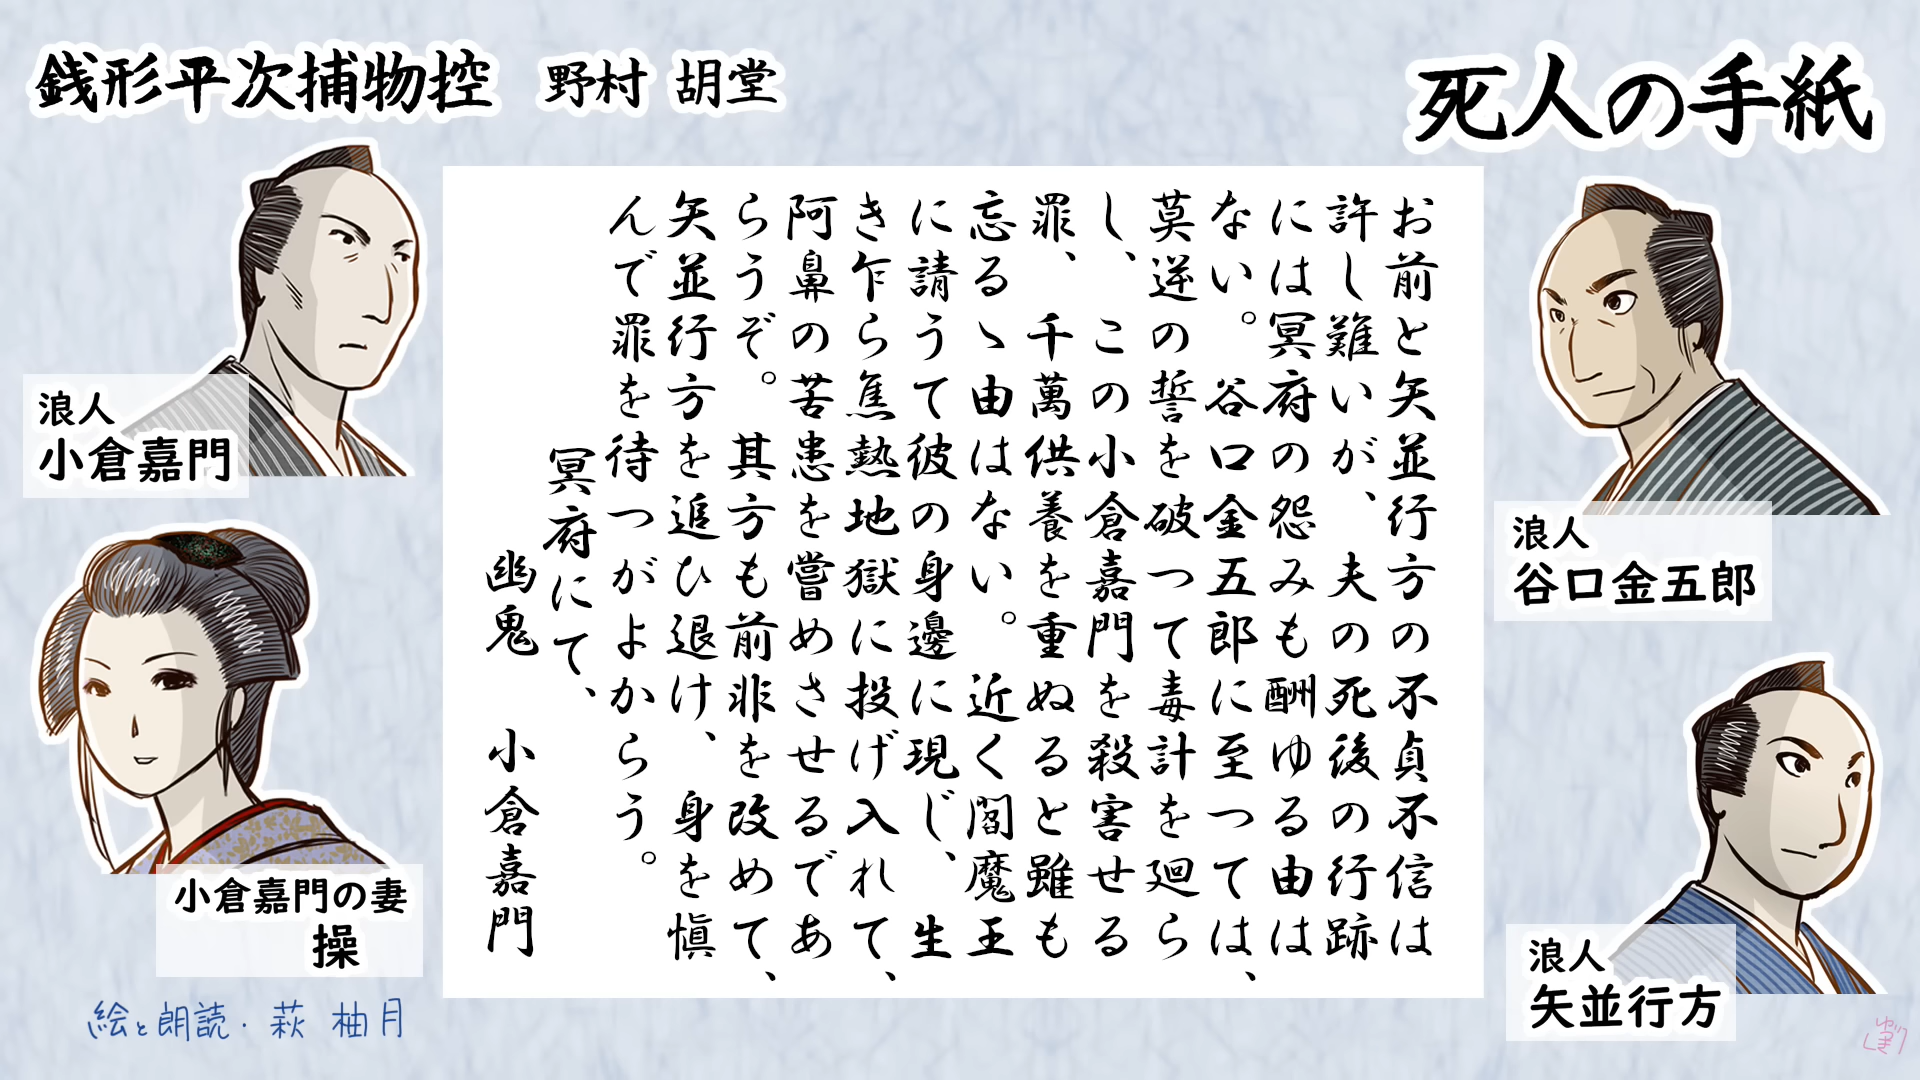 銭形平次捕物控 野村 胡堂
死人の手紙
お前と矢並行方の不貞不信は
許し難いが、夫の死後の行跡
には冥府の怨みも酬ゆる由は
ない。谷口金五郎に至つては、
莫逆の誓を破つて毒計を廻ら
し、この小倉嘉門を殺害せる
罪、千萬供養を重ぬると雖も
忘るヽ由はない。近く閻魔王
に請うて彼の身邊に現じ、生
き乍ら焦熱地獄に投げ入れて、
阿鼻の苦患を嘗めさせるであ
らうぞ。其方も前非を改めて、
矢並行方を追ひ退け、身を愼
んで罪を待つがよからう。
冥府にて、
幽鬼 小倉嘉門
浪人
小倉嘉門
小倉嘉門の妻
操
浪人
谷口金五郎
浪人
矢並行方
絵と朗読・萩 柚月